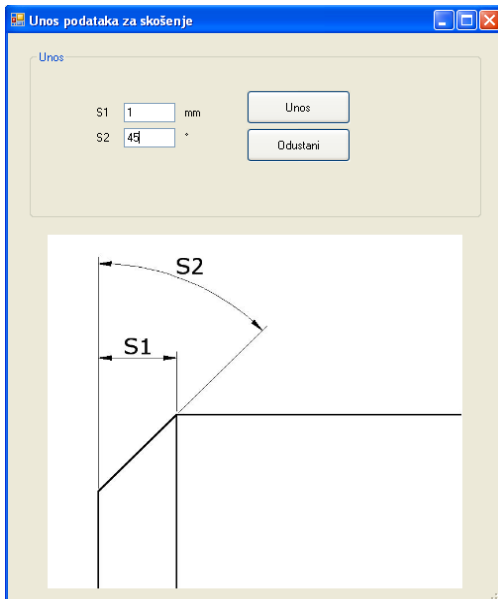 Unos podataka za skošenje
Unos
S1 1 mm Unos
S2 45 ° Odustani
S2
S1